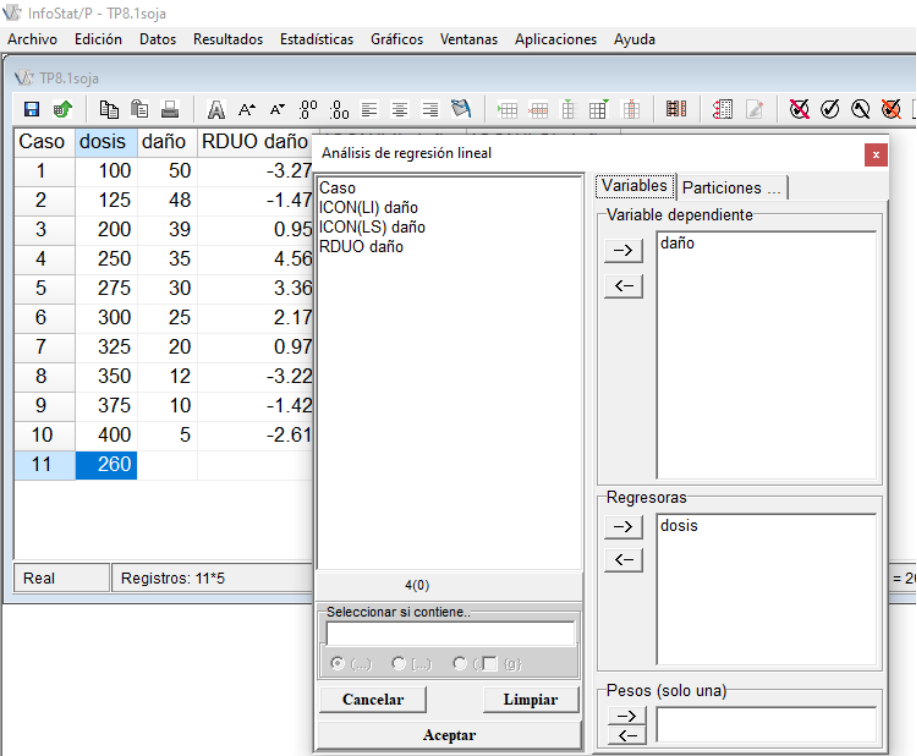 InfoStat/P - TP8.1soja
Archivo Edición Datos Resultados Estadísticas Gráficos Ventanas Aplicaciones Ayuda
TP8.1soja
Caso dosis daño RDUO daño
1 100 50 -3.27
2 125 48 -1.47
3 200 39 0.95
4 250 35 4.56
5 275 30 3.36
6 300 25 2.17
7 325 20 0.97
8 350 12 -3.22
9 375 10 -1.42
10 400 5 -2.61
11 260
Real Registros: 11*5
= 20
Análisis de regresión lineal
x
Caso
ICON(LI) daño
ICON(LS) daño
RDUO daño
4(0)
Seleccionar si contiene..
(...) [...) (. {g}
Cancelar Limpiar
Aceptar
Variables Particiones ...
Variable dependiente
-->
<--
daño
Regresoras
-->
<--
dosis
Pesos (solo una)
-->
<--